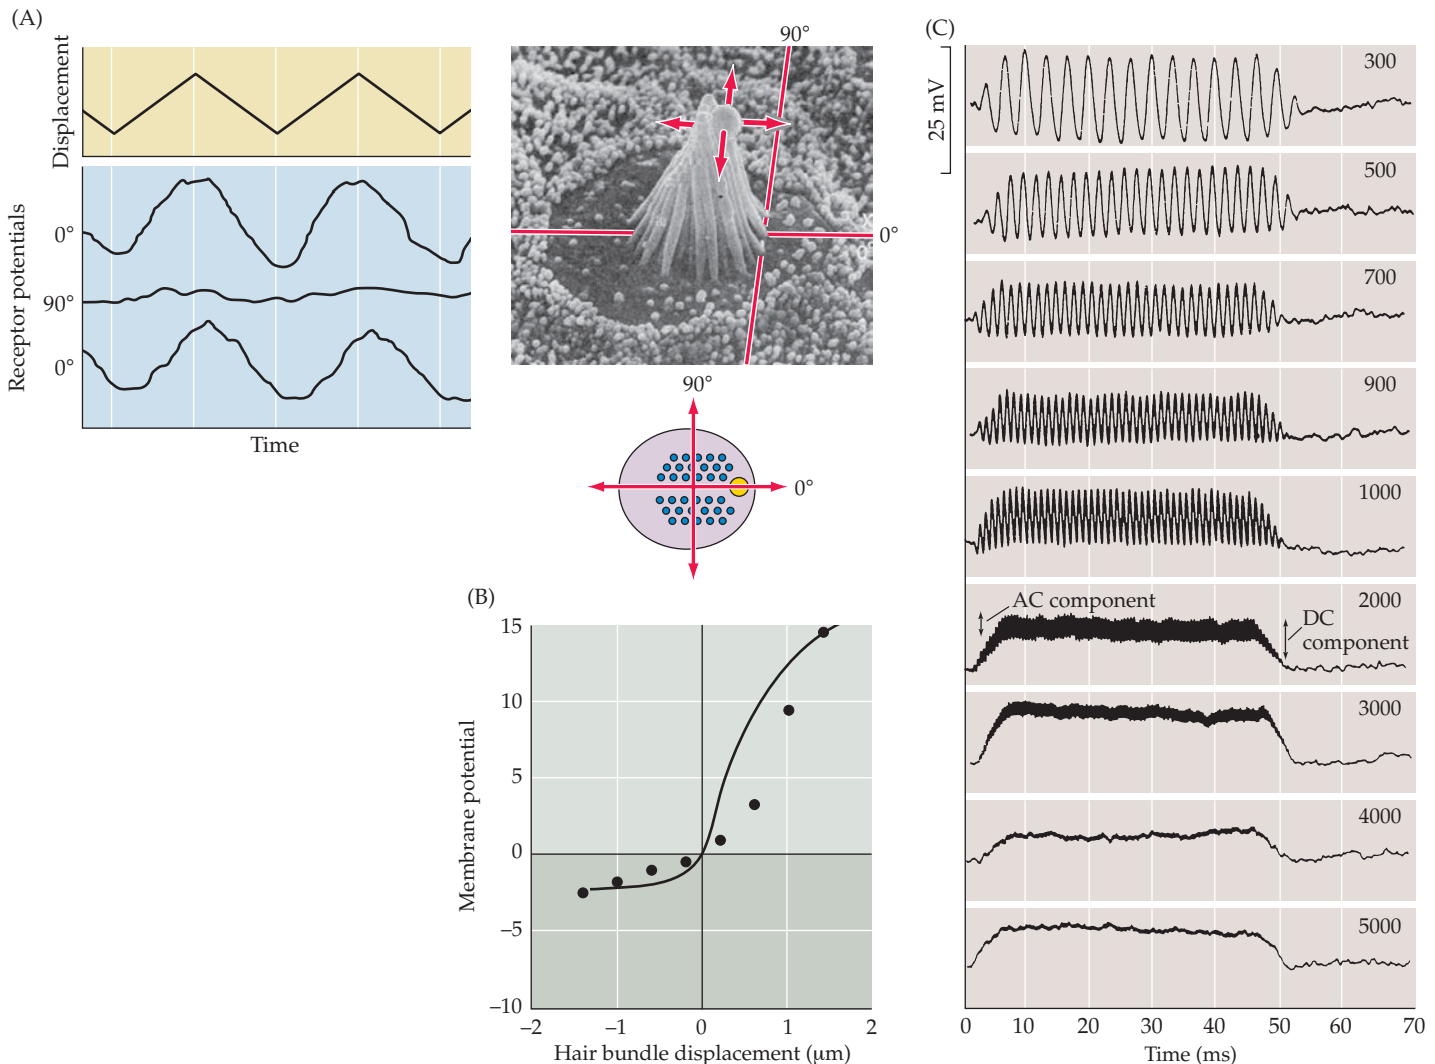 (A)
Displacement
Receptor potentials
0°
90°
0°
Time
90°
0°
90°
0°
(B)
Membrane potential
15
10
5
0
–5
–10
–2
–1
0
1
2
Hair bundle displacement (μm)
(C)
25 mV
300
500
700
900
1000
2000
AC component
DC
component
3000
4000
5000
0
10
20
30
40
50
60
70
Time (ms)